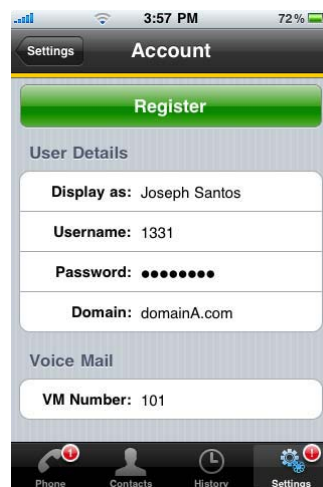 3:57 PM 72%
Settings Account
Register
User Details
Display as: Joseph Santos
Username: 1331
Password: ●●●●●●●●
Domain: domainA.com
Voice Mail
VM Number: 101
Phone Contacts History Settings